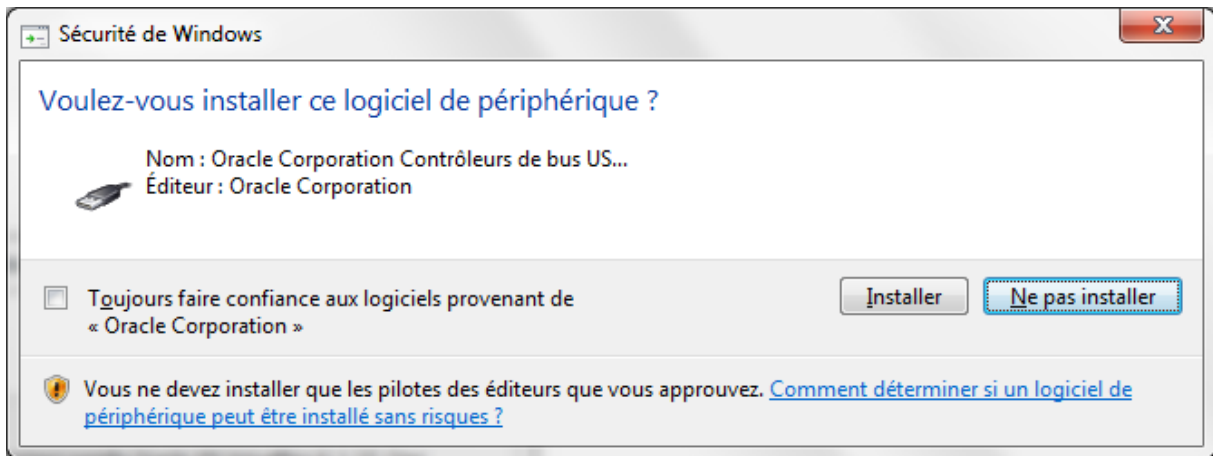 Sécurité de Windows
Voulez-vous installer ce logiciel de périphérique ?
Nom : Oracle Corporation Contrôleurs de bus US...
Éditeur : Oracle Corporation
Toujours faire confiance aux logiciels provenant de
« Oracle Corporation »
Installer
Ne pas installer
Vous ne devez installer que les pilotes des éditeurs que vous approuvez. Comment déterminer si un logiciel de
périphérique peut être installé sans risques ?